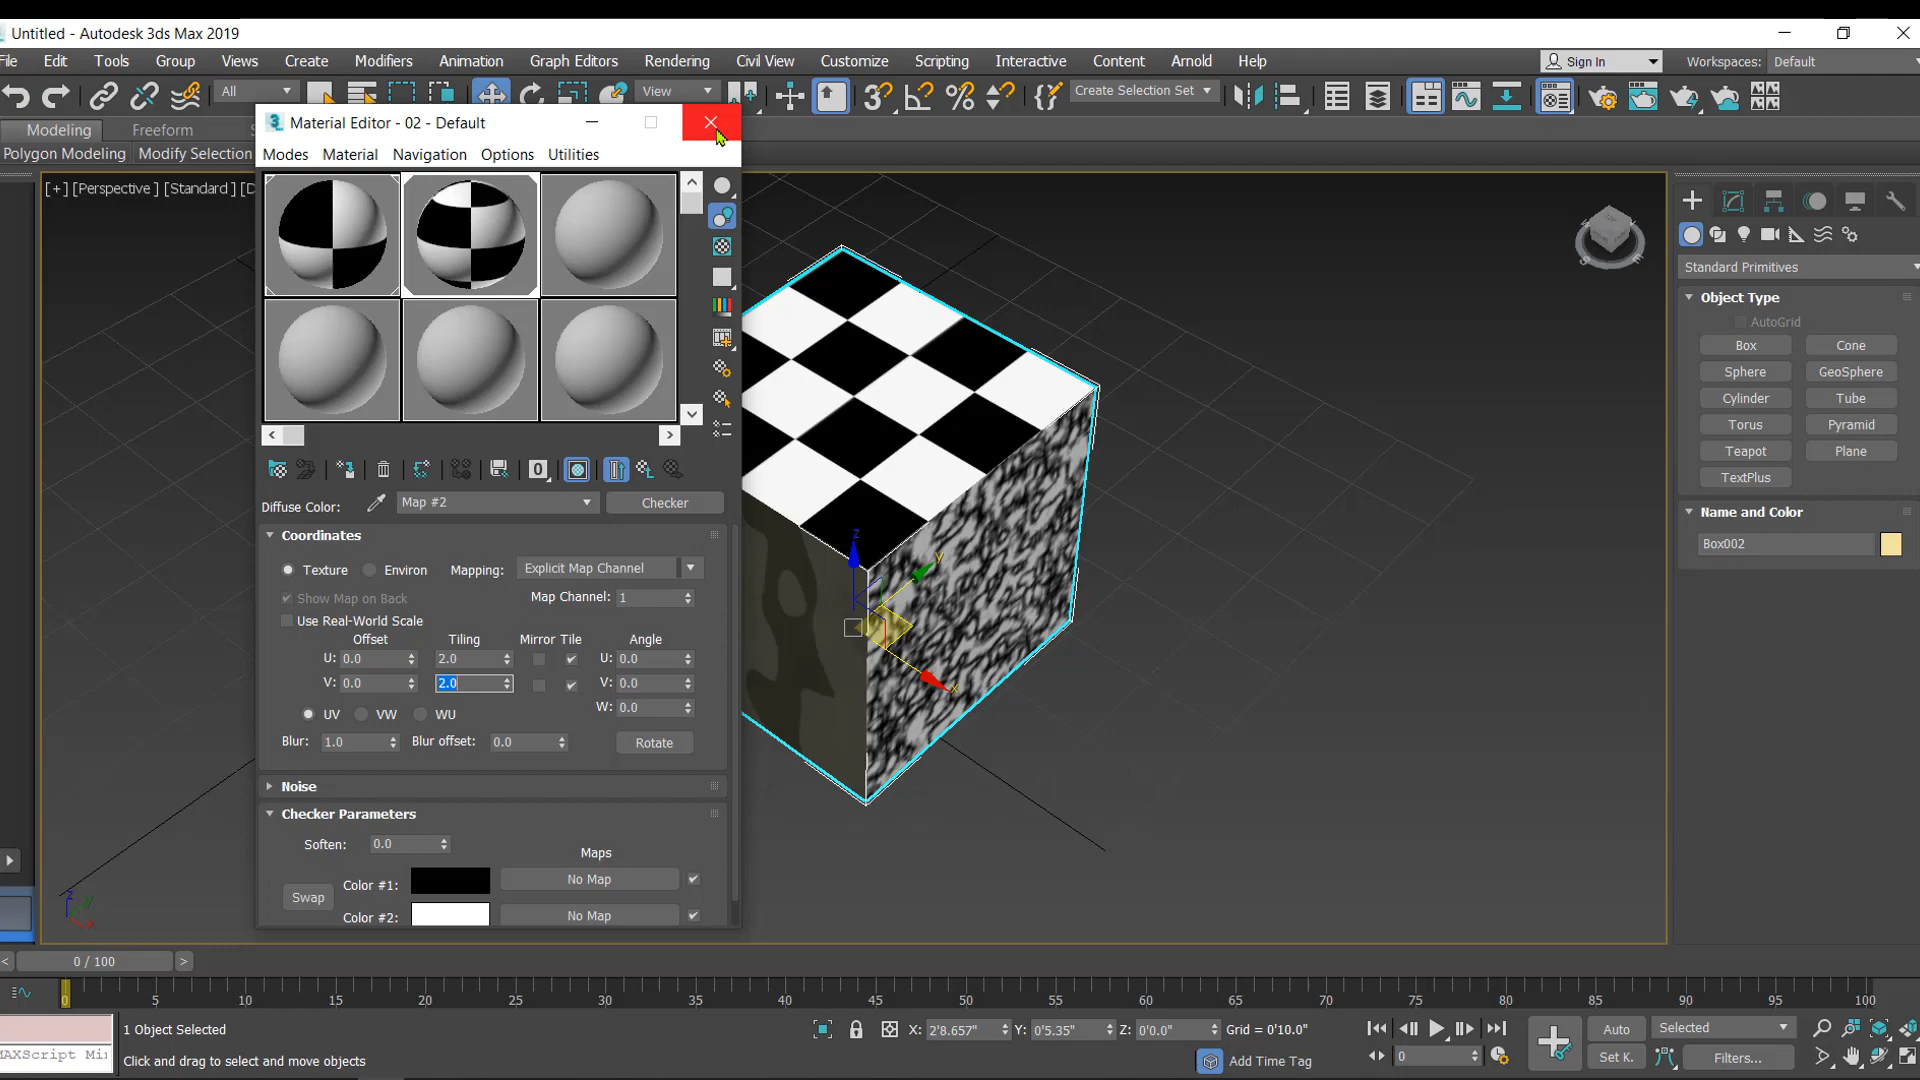 Untitled - Autodesk 3ds Max 2019
File Edit Tools Group Views Create Modifiers Animation Graph Editors Rendering Civil View Customize Scripting Interactive Content Arnold Help Sign In Workspaces: Default
All View Create Selection Set
Modeling Freeform
Polygon Modeling Modify Selection
Material Editor - 02 - Default
Modes Material Navigation Options Utilities
[+] [Perspective ] [Standard ] [D
Diffuse Color: Map #2 Checker
Coordinates
Texture Environ Mapping: Explicit Map Channel
Show Map on Back Map Channel: 1
Use Real-World Scale
Offset Tiling Mirror Tile Angle
U: 0.0 2.0 U: 0.0
V: 0.0 2.0 V: 0.0
W: 0.0
UV VW WU
Blur: 1.0 Blur offset: 0.0 Rotate
Noise
Checker Parameters
Soften: 0.0
Maps
Color #1: No Map
Swap
Color #2: No Map
z
y
x
Standard Primitives
Object Type
AutoGrid
Box Cone
Sphere GeoSphere
Cylinder Tube
Torus Pyramid
Teapot Plane
TextPlus
Name and Color
Box002
z y x
< 0 / 100 >
0 5 10 15 20 25 30 35 40 45 50 55 60 65 70 75 80 85 90 95 100
1 Object Selected X: 2'8.657" Y: 0'5.35" Z: 0'0.0" Grid = 0'10.0" Auto Selected
MAXScript Mi Click and drag to select and move objects Add Time Tag 0 Set K. Filters...